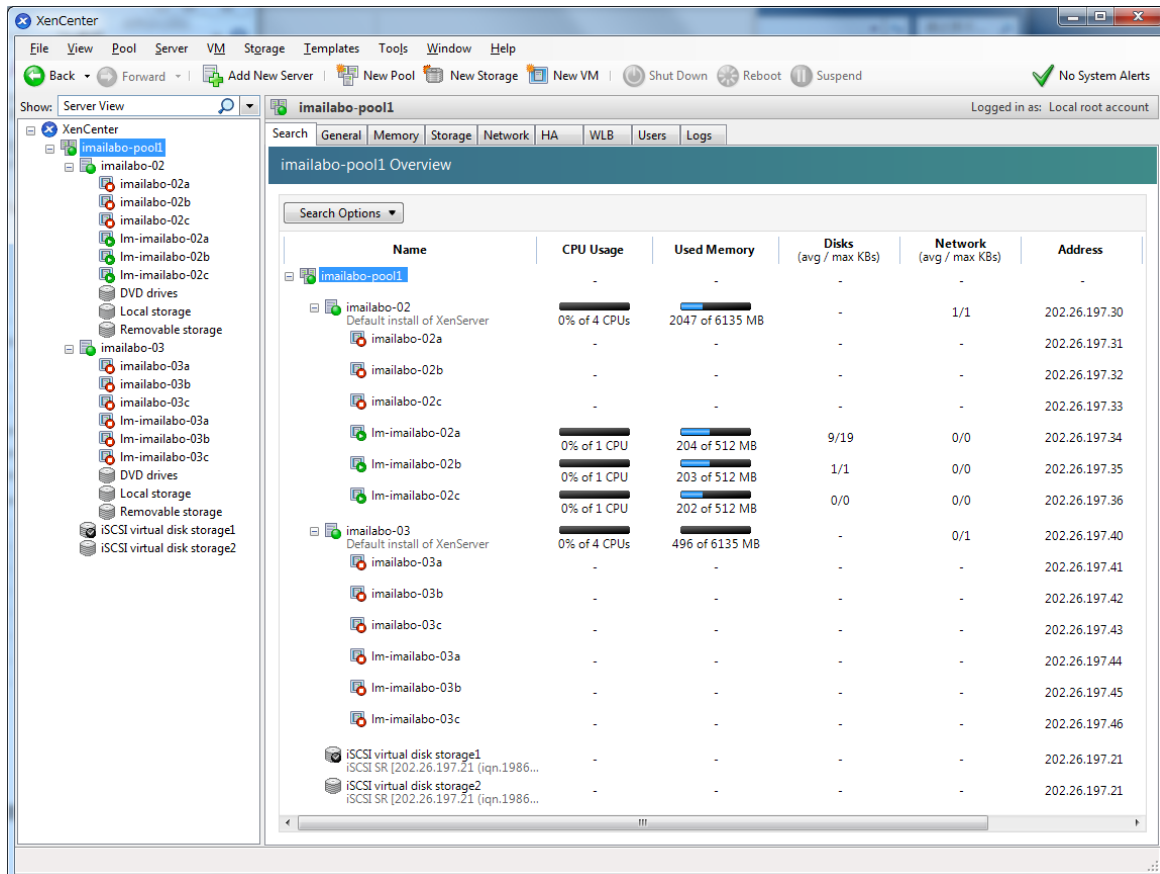 XenCenter
File View Pool Server VM Storage Templates Tools Window Help
Back Forward Add New Server New Pool New Storage New VM Shut Down Reboot Suspend No System Alerts
Show: Server View
imailabo-pool1 Logged in as: Local root account
XenCenter
imailabo-pool1
imailabo-02
imailabo-02a
imailabo-02b
imailabo-02c
lm-imailabo-02a
lm-imailabo-02b
lm-imailabo-02c
DVD drives
Local storage
Removable storage
imailabo-03
imailabo-03a
imailabo-03b
imailabo-03c
lm-imailabo-03a
lm-imailabo-03b
lm-imailabo-03c
DVD drives
Local storage
Removable storage
iSCSI virtual disk storage1
iSCSI virtual disk storage2
Search General Memory Storage Network HA WLB Users Logs
imailabo-pool1 Overview
Search Options
Name CPU Usage Used Memory Disks (avg / max KBs) Network (avg / max KBs) Address
imailabo-pool1 - - - - -
imailabo-02
Default install of XenServer 0% of 4 CPUs 2047 of 6135 MB - 1/1 202.26.197.30
imailabo-02a - - - - 202.26.197.31
imailabo-02b - - - - 202.26.197.32
imailabo-02c - - - - 202.26.197.33
lm-imailabo-02a 0% of 1 CPU 204 of 512 MB 9/19 0/0 202.26.197.34
lm-imailabo-02b 0% of 1 CPU 203 of 512 MB 1/1 0/0 202.26.197.35
lm-imailabo-02c 0% of 1 CPU 202 of 512 MB 0/0 0/0 202.26.197.36
imailabo-03
Default install of XenServer 0% of 4 CPUs 496 of 6135 MB - 0/1 202.26.197.40
imailabo-03a - - - - 202.26.197.41
imailabo-03b - - - - 202.26.197.42
imailabo-03c - - - - 202.26.197.43
lm-imailabo-03a - - - - 202.26.197.44
lm-imailabo-03b - - - - 202.26.197.45
lm-imailabo-03c - - - - 202.26.197.46
iSCSI virtual disk storage1
iSCSI SR [202.26.197.21 (iqn.1986... - - - - 202.26.197.21
iSCSI virtual disk storage2
iSCSI SR [202.26.197.21 (iqn.1986... - - - - 202.26.197.21